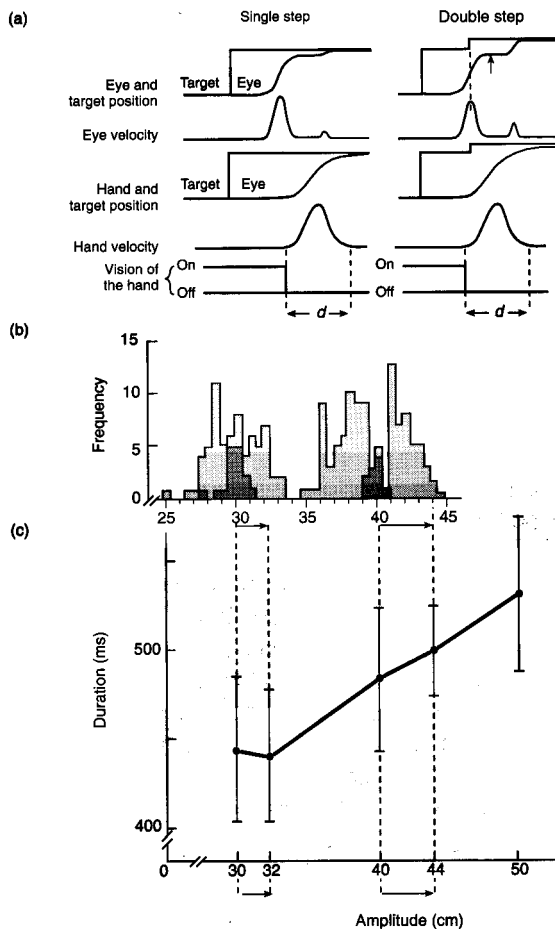 (a)
Single step
Double step
Target
Eye
Eye and
target position
Eye velocity
Target
Eye
Hand and
target position
Hand velocity
Vision of
the hand
On
Off
On
Off
d
d
(b)
15
10
5
0
Frequency
25
30
35
40
45
(c)
500
400
Duration (ms)
0
30
32
40
44
50
Amplitude (cm)